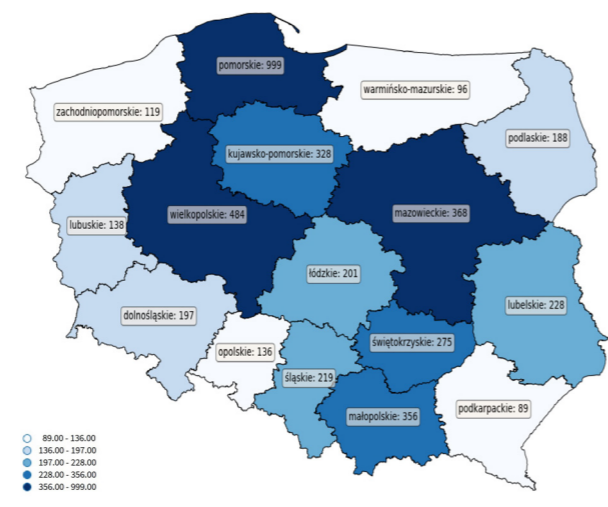 pomorskie: 999
warmińsko-mazurskie: 96
zachodniopomorskie: 119
podlaskie: 188
kujawsko-pomorskie: 328
wielkopolskie: 484
mazowieckie: 368
lubuskie: 138
łódzkie: 201
lubelskie: 228
dolnośląskie: 197
świętokrzyskie: 275
opolskie: 136
śląskie: 219
podkarpackie: 89
małopolskie: 356
89.00 - 136.00
136.00 - 197.00
197.00 - 228.00
228.00 - 356.00
356.00 - 999.00